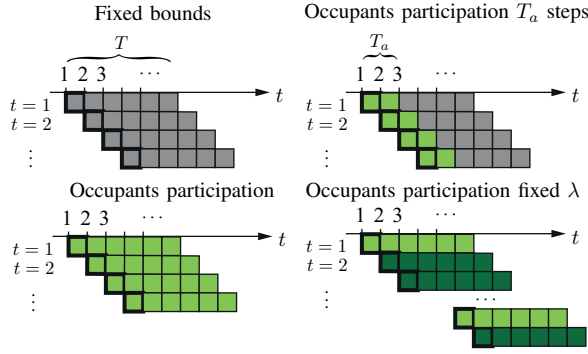 Fixed bounds
T
1 2 3 ...
t
t = 1
t = 2
⋮
Occupants participation T_a steps
T_a
1 2 3 ...
t
t = 1
t = 2
⋮
Occupants participation
1 2 3 ...
t
t = 1
t = 2
⋮
Occupants participation fixed λ
1 2 3 ...
t
t = 1
t = 2
⋮
...